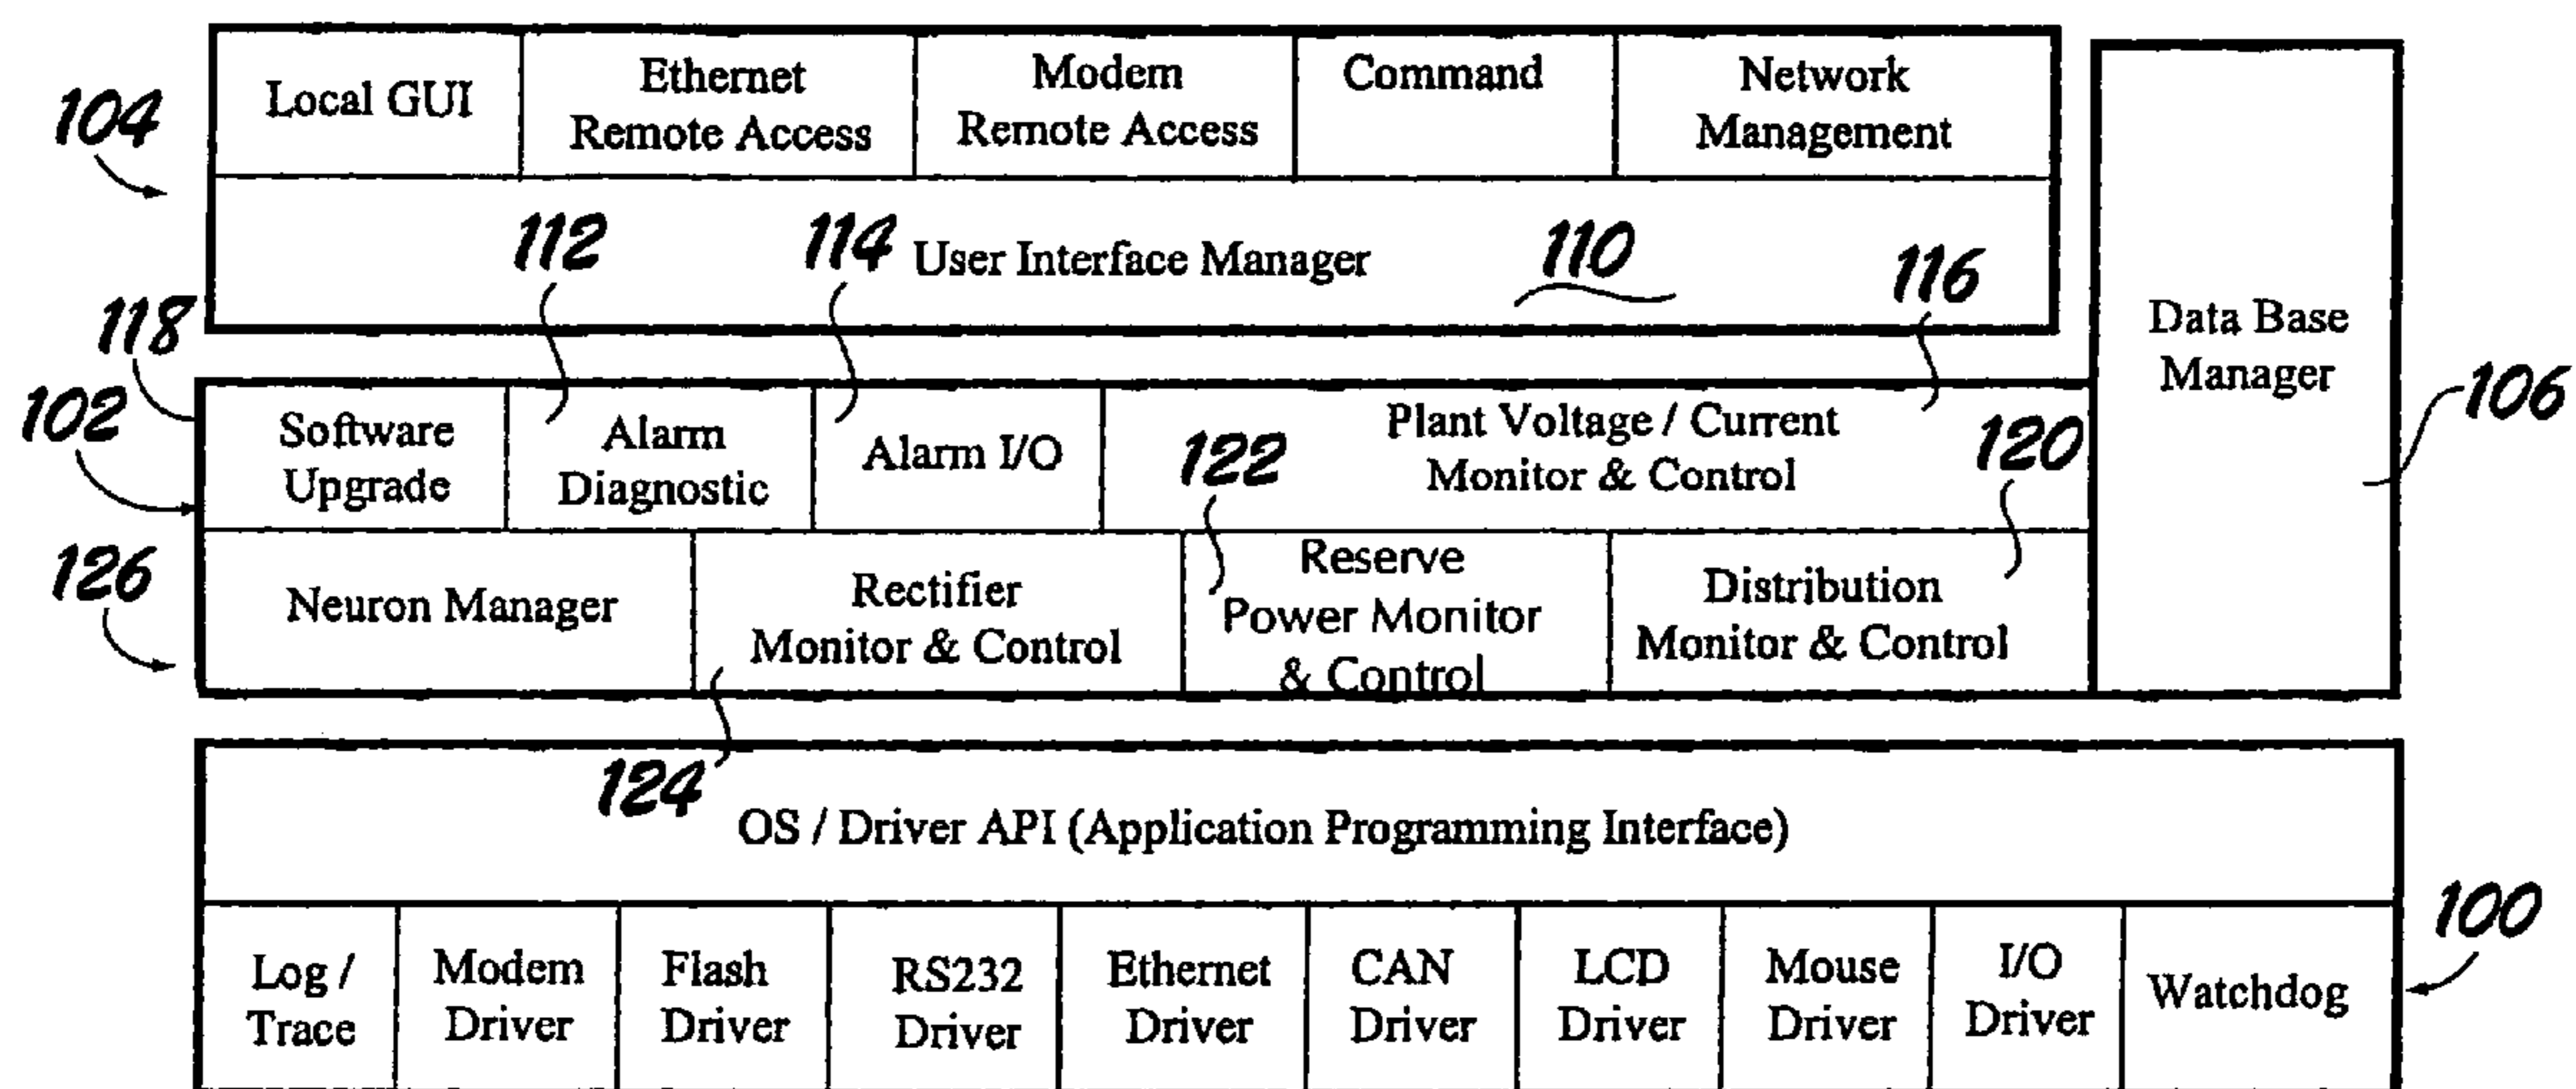 Local GUI
Ethernet
Remote Access
Modem
Remote Access
Command
Network
Management
104
112
114
User Interface Manager
110
116
118
102
Data Base
Manager
106
Software
Upgrade
Alarm
Diagnostic
Alarm I/O
Plant Voltage / Current
Monitor & Control
122
120
126
Neuron Manager
Rectifier
Monitor & Control
Reserve
Power Monitor
& Control
Distribution
Monitor & Control
124
OS / Driver API (Application Programming Interface)
100
Log /
Trace
Modem
Driver
Flash
Driver
RS232
Driver
Ethernet
Driver
CAN
Driver
LCD
Driver
Mouse
Driver
I/O
Driver
Watchdog